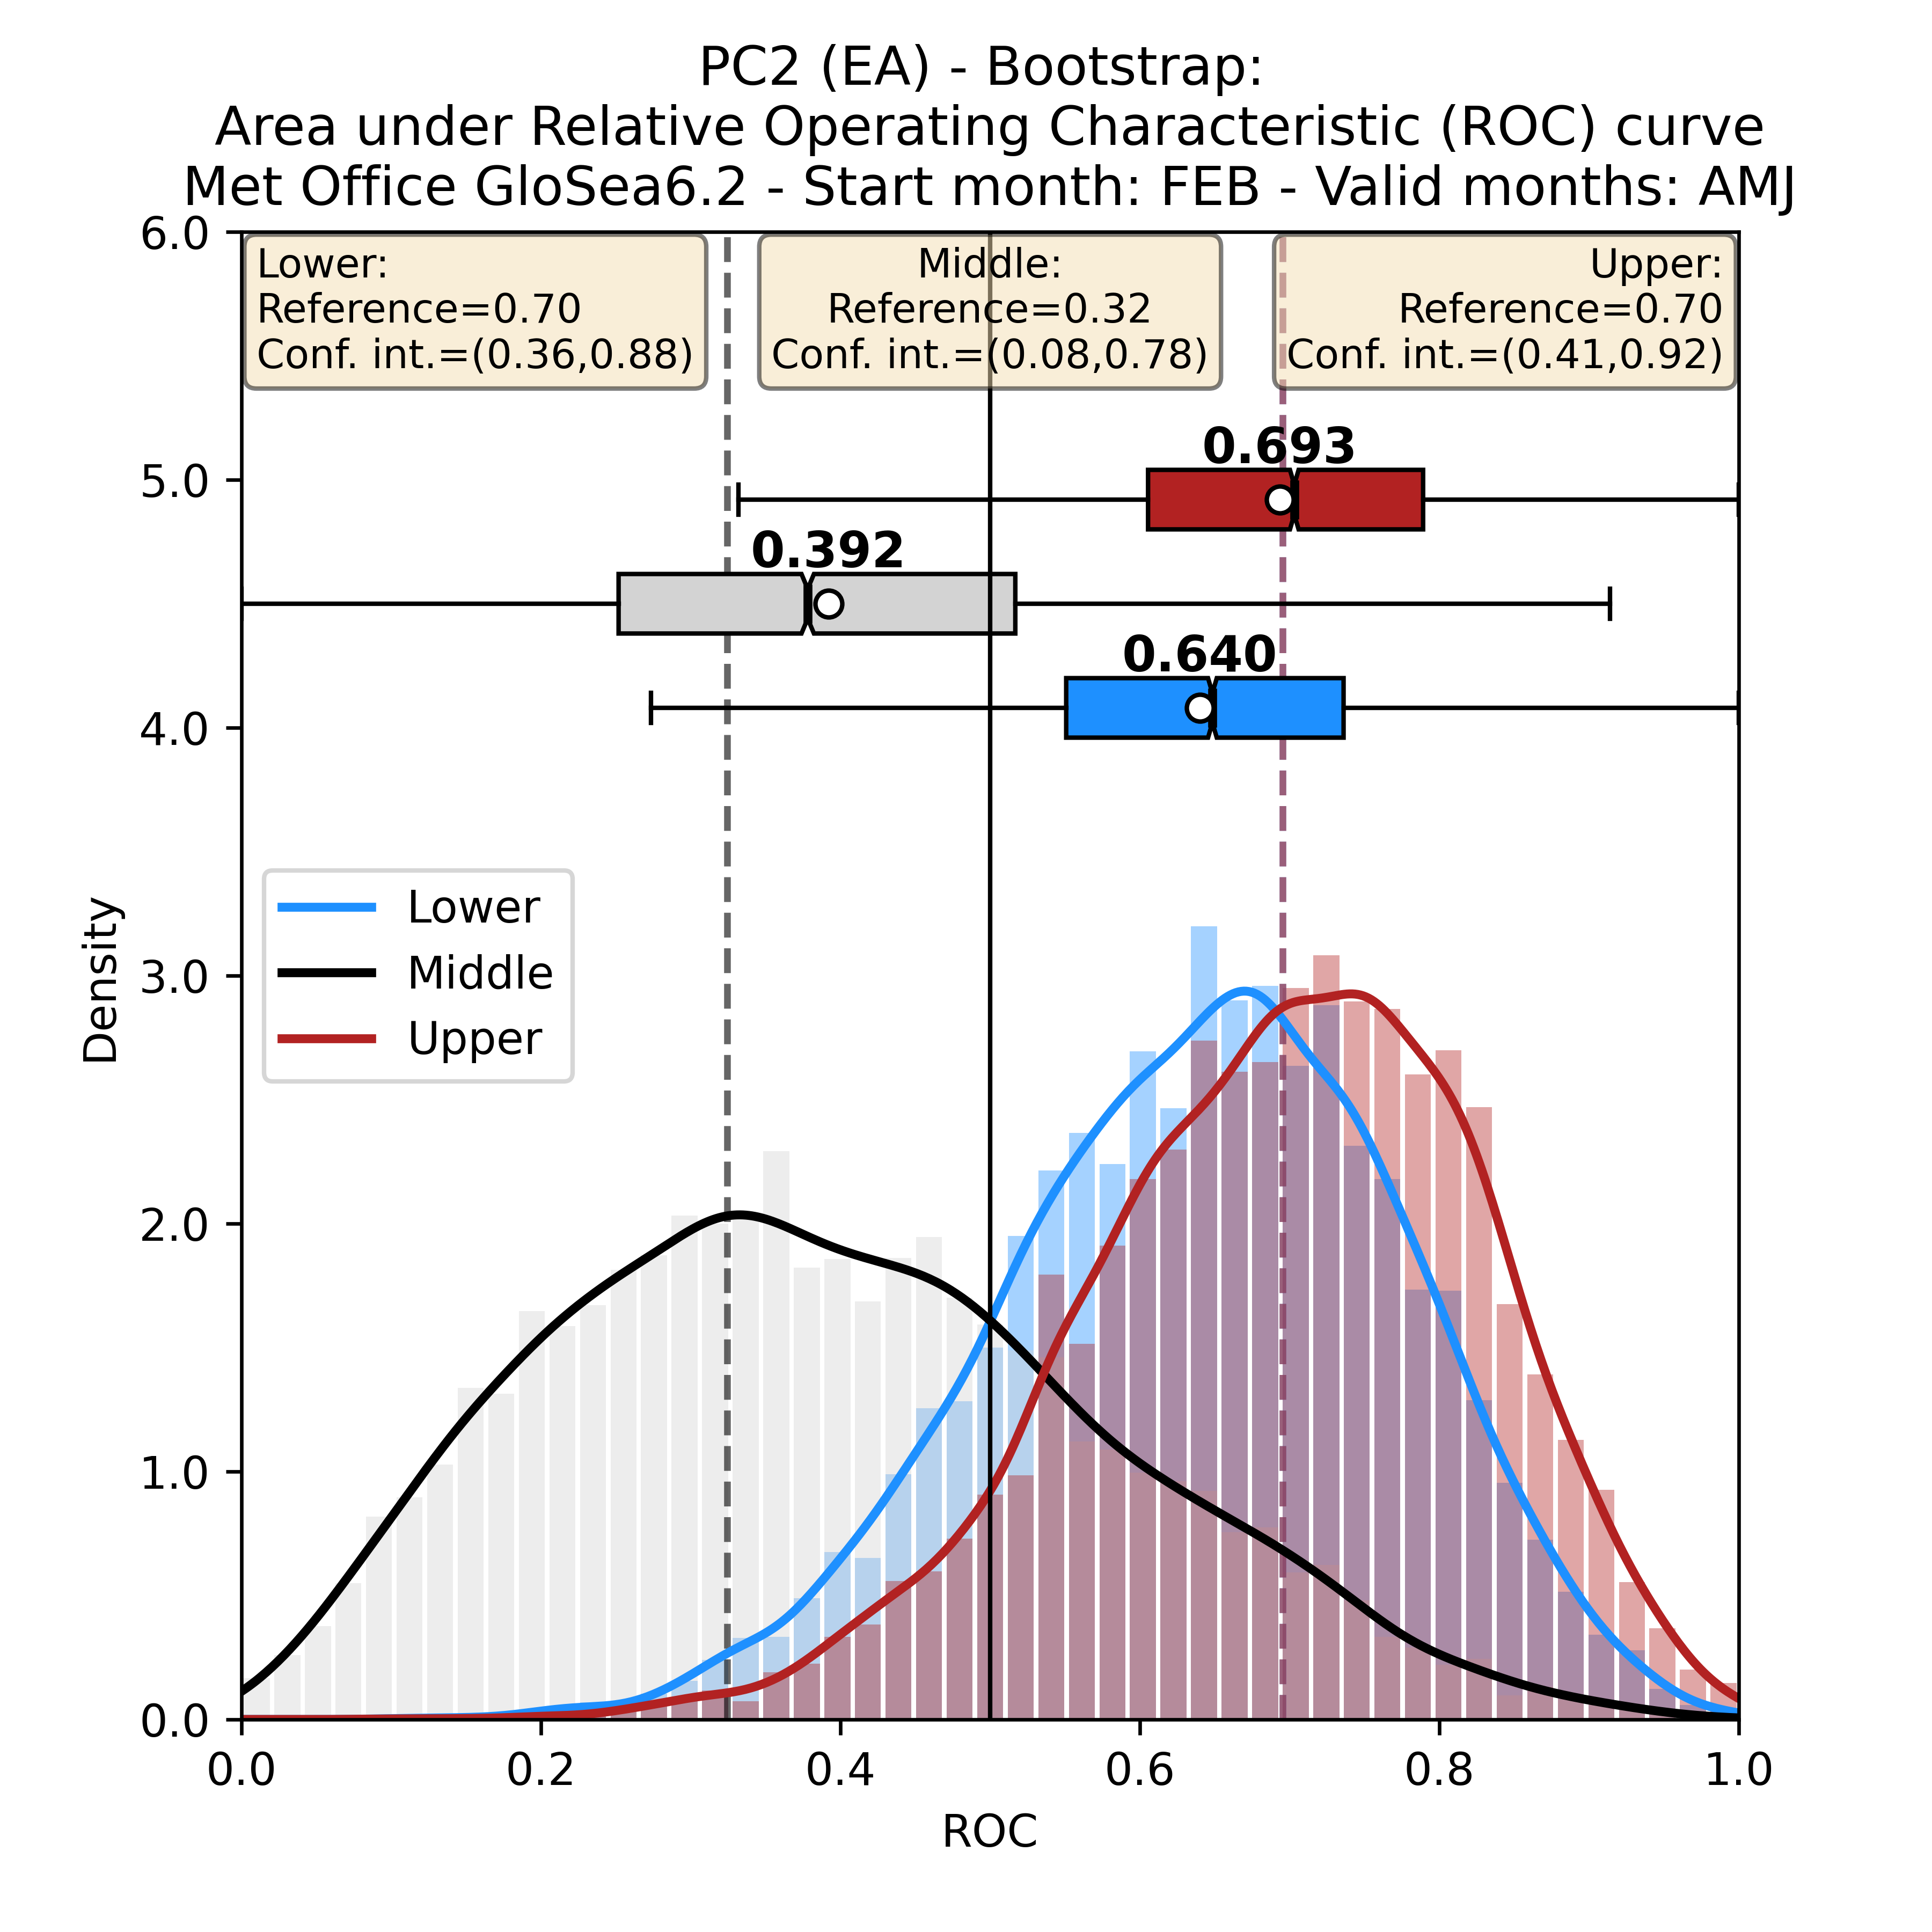 PC2 (EA) - Bootstrap:
Area under Relative Operating Characteristic (ROC) curve
Met Office GloSea6.2 - Start month: FEB - Valid months: AMJ
Lower:
Reference=0.70
Conf. int.=(0.36,0.88)
Middle:
Reference=0.32
Conf. int.=(0.08,0.78)
Upper:
Reference=0.70
Conf. int.=(0.41,0.92)
0.693
0.392
0.640
Lower
Middle
Upper
Density
6.0
5.0
4.0
3.0
2.0
1.0
0.0
0.0 0.2 0.4 0.6 0.8 1.0
ROC